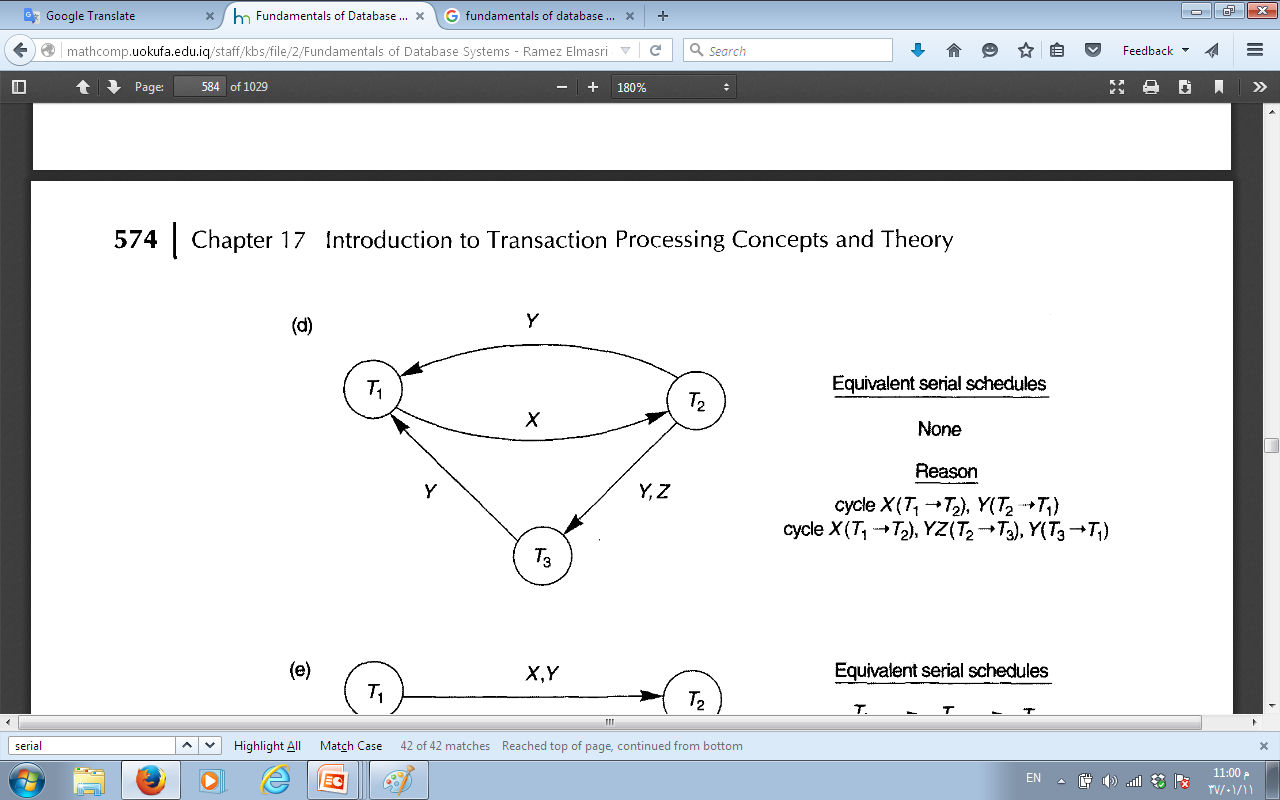 Google Translate
Fundamentals of Database ...
fundamentals of database ...
mathcomp.uokufa.edu.iq/staff/kbs/file/2/Fundamentals of Database Systems - Ramez Elmasri
Search
Feedback
Page: 584 of 1029
180%
574 | Chapter 17 Introduction to Transaction Processing Concepts and Theory
(d)
Y
T1
T2
X
Y
Y, Z
T3
Equivalent serial schedules
None
Reason
cycle X(T1 →T2), Y(T2 →T1)
cycle X(T1 →T2), YZ(T2 →T3), Y(T3 →T1)
(e)
X,Y
T1
T2
Equivalent serial schedules
serial
Highlight All
Match Case
42 of 42 matches
Reached top of page, continued from bottom
EN
11:00 م
٣٧/٠١/١١